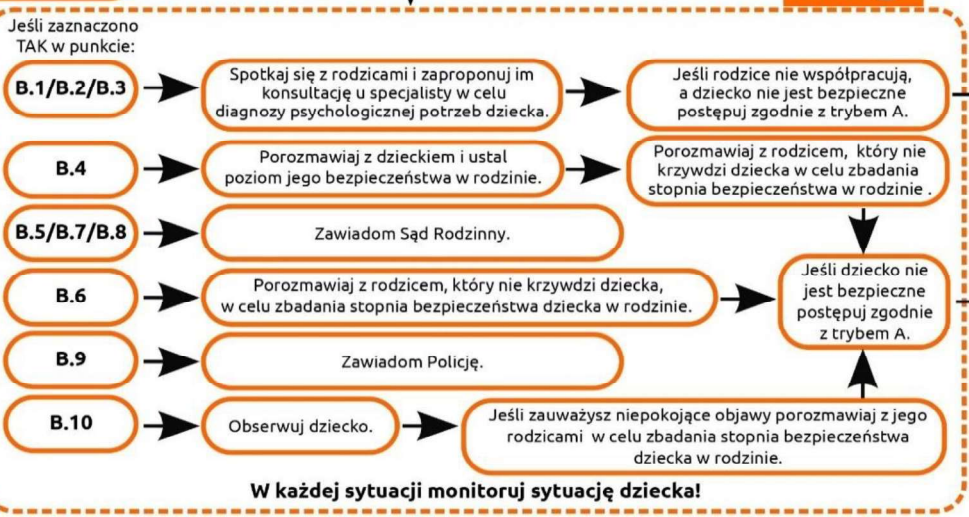 Jeśli zaznaczono
TAK w punkcie:
B.1/B.2/B.3
Spotkaj się z rodzicami i zaproponuj im
konsultację u specjalisty w celu
diagnozy psychologicznej potrzeb dziecka.
Jeśli rodzice nie współpracują,
a dziecko nie jest bezpieczne
postępuj zgodnie z trybem A.
B.4
Porozmawiaj z dzieckiem i ustal
poziom jego bezpieczeństwa w rodzinie.
Porozmawiaj z rodzicem, który nie
krzywdzi dziecka w celu zbadania
stopnia bezpieczeństwa w rodzinie .
B.5/B.7/B.8
Zawiadom Sąd Rodzinny.
B.6
Porozmawiaj z rodzicem, który nie krzywdzi dziecka,
w celu zbadania stopnia bezpieczeństwa dziecka w rodzinie.
Jeśli dziecko nie
jest bezpieczne
postępuj zgodnie
z trybem A.
B.9
Zawiadom Policję.
B.10
Obserwuj dziecko.
Jeśli zauważysz niepokojące objawy porozmawiaj z jego
rodzicami w celu zbadania stopnia bezpieczeństwa
dziecka w rodzinie.
W każdej sytuacji monitoruj sytuację dziecka!